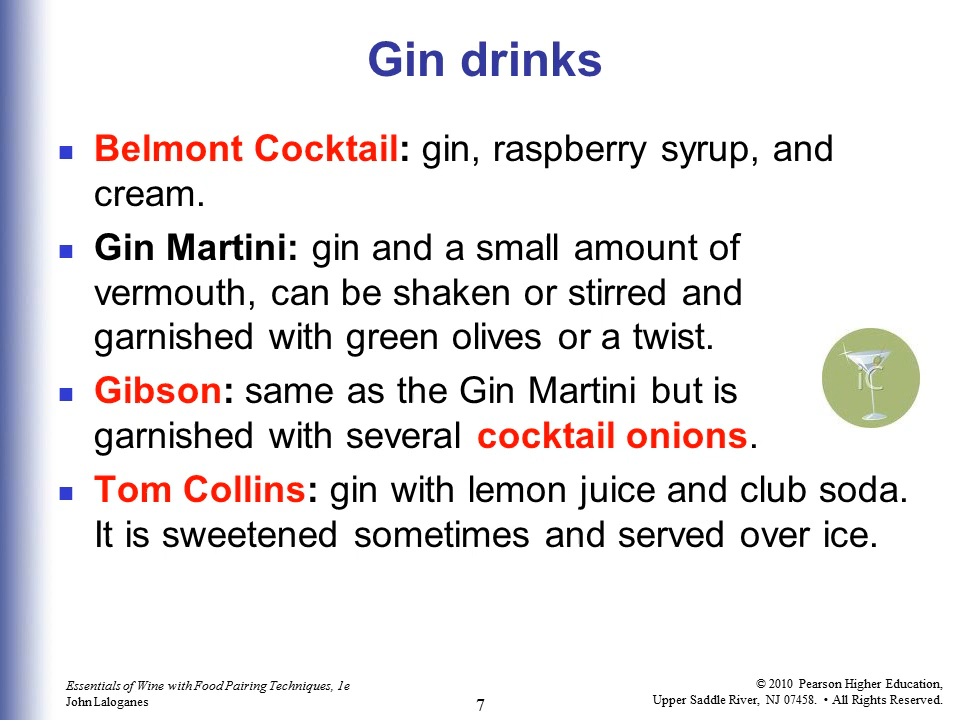 Gin drinks
Belmont Cocktail: gin, raspberry syrup, and
cream.
Gin Martini: gin and a small amount of
vermouth, can be shaken or stirred and
garnished with green olives or a twist.
Gibson: same as the Gin Martini but is
garnished with several cocktail onions.
iC
Tom Collins: gin with lemon juice and club soda.
It is sweetened sometimes and served over ice.
Essentials of Wine with Food Pairing Techniques, 1e
John Laloganes
7
© 2010 Pearson Higher Education,
Upper Saddle River, NJ 07458. • All Rights Reserved.